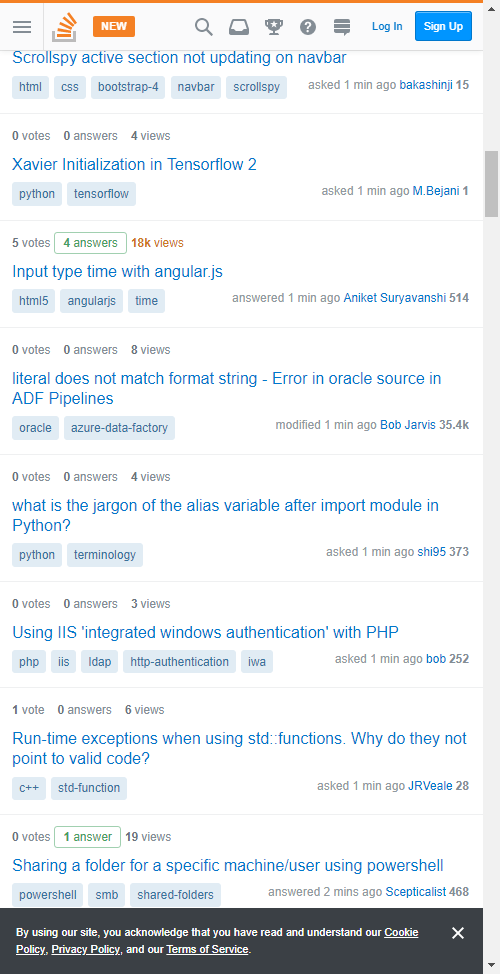 NEW
Log In
Sign Up
Scrollspy active section not updating on navbar
html css bootstrap-4 navbar scrollspy
asked 1 min ago bakashinji 15
0 votes 0 answers 4 views
Xavier Initialization in Tensorflow 2
python tensorflow
asked 1 min ago M.Bejani 1
5 votes 4 answers 18k views
Input type time with angular.js
html5 angularjs time
answered 1 min ago Aniket Suryavanshi 514
0 votes 0 answers 8 views
literal does not match format string - Error in oracle source in
ADF Pipelines
oracle azure-data-factory
modified 1 min ago Bob Jarvis 35.4k
0 votes 0 answers 4 views
what is the jargon of the alias variable after import module in
Python?
python terminology
asked 1 min ago shi95 373
0 votes 0 answers 3 views
Using IIS 'integrated windows authentication' with PHP
php iis ldap http-authentication iwa
asked 1 min ago bob 252
1 vote 0 answers 6 views
Run-time exceptions when using std::functions. Why do they not
point to valid code?
c++ std-function
asked 1 min ago JRVeale 28
0 votes 1 answer 19 views
Sharing a folder for a specific machine/user using powershell
powershell smb shared-folders
answered 2 mins ago Scepticalist 468
By using our site, you acknowledge that you have read and understand our Cookie
Policy, Privacy Policy, and our Terms of Service.